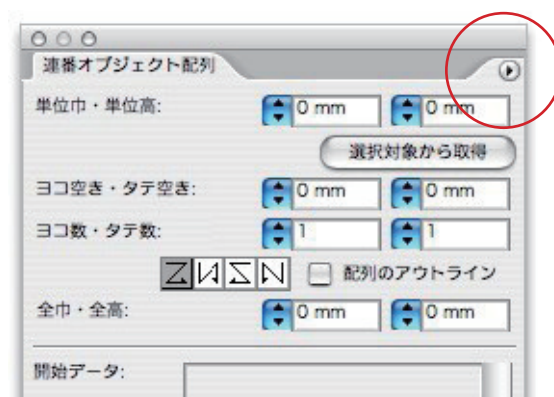 連番オブジェクト配列
単位巾・単位高: 0 mm 0 mm
選択対象から取得
ヨコ空き・タテ空き: 0 mm 0 mm
ヨコ数・タテ数: 1 1
配列のアウトライン
全巾・全高: 0 mm 0 mm
開始データ: